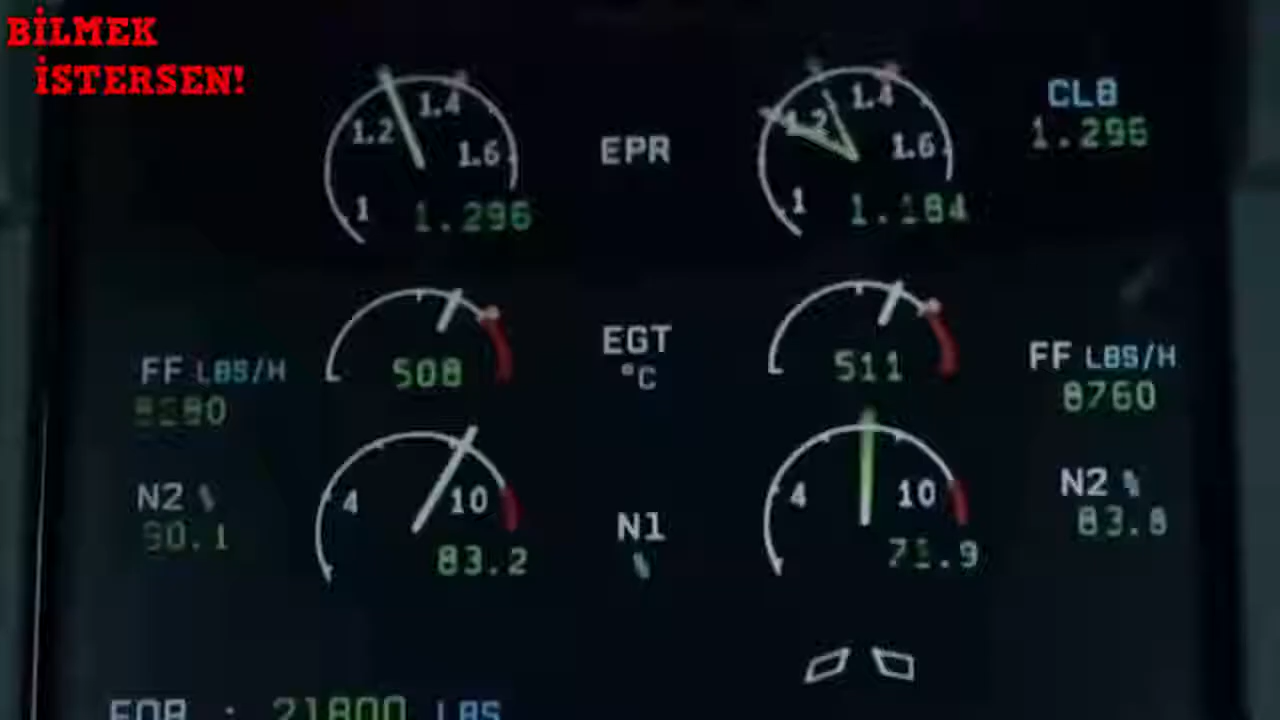 BİLMEK
İSTERSEN!
1.2 1.4 1.6 1
1.296
EPR
1.2 1.4 1.6 1
1.184
CLB
1.296
508
EGT
°C
511
FF LBS/H
FF LBS/H
8760
N2 %
4 10
83.2
N1
%
4 10
71.9
N2 %
83.8
90.1
FOB : 21800 LBS